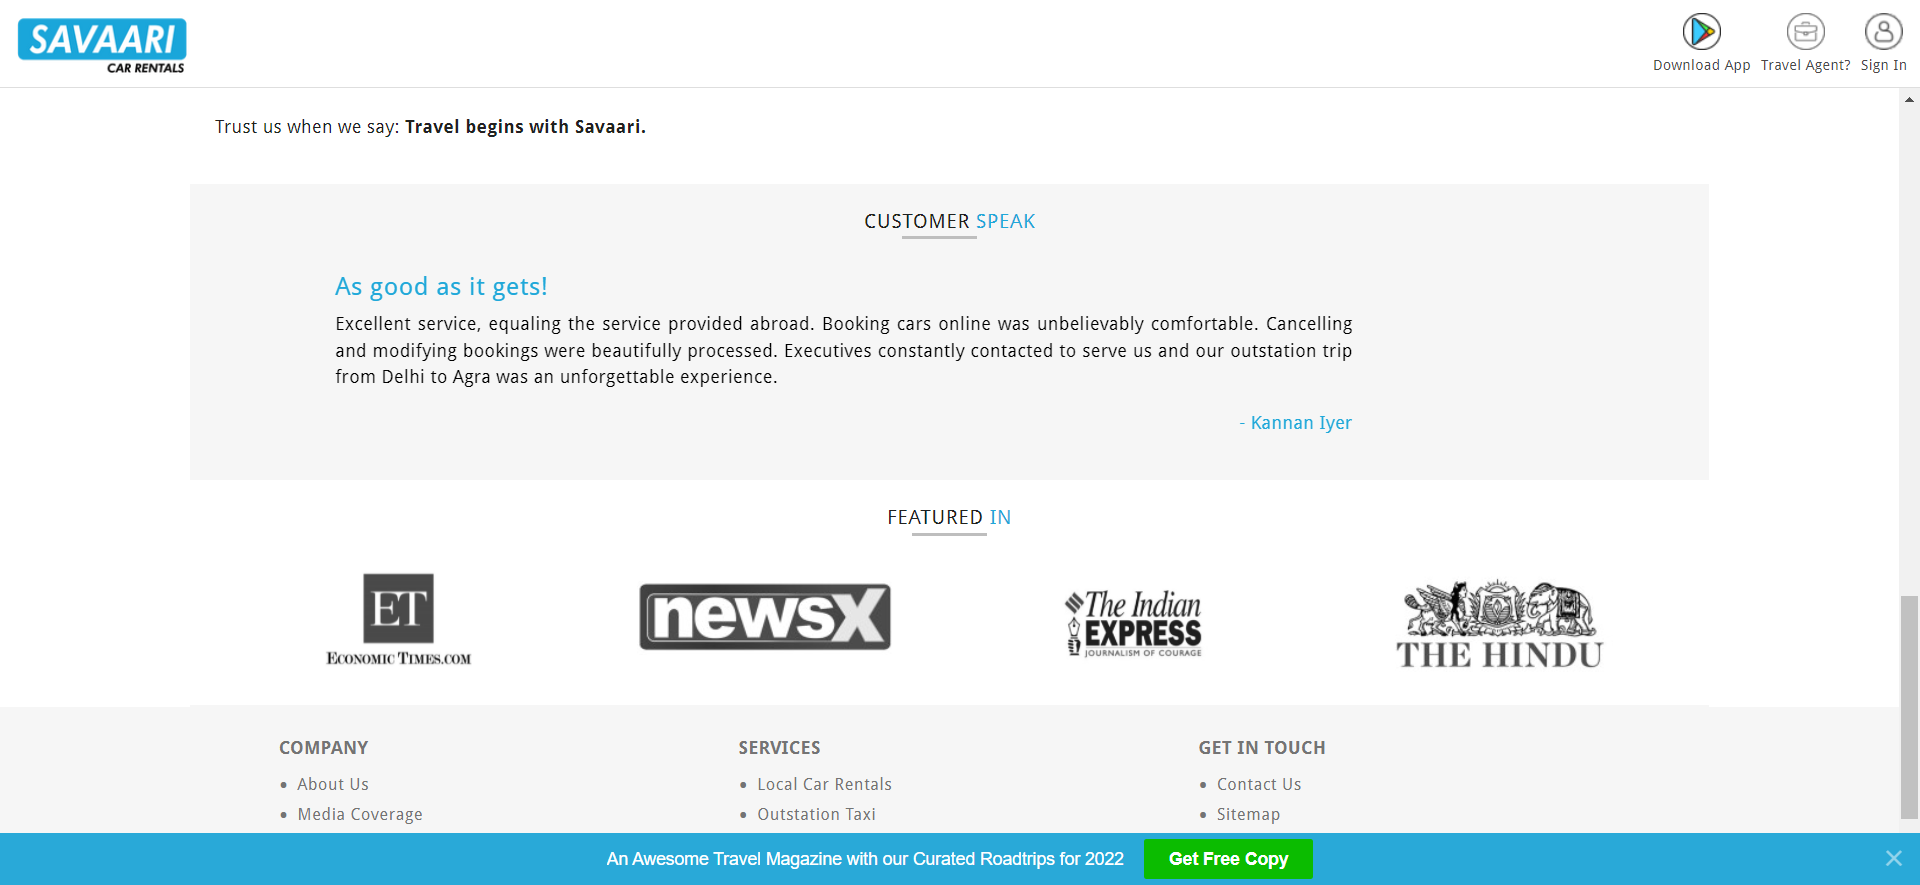 SAVAARI
CAR RENTALS
Download App
Travel Agent?
Sign In
Trust us when we say: Travel begins with Savaari.
CUSTOMER SPEAK
As good as it gets!
Excellent service, equaling the service provided abroad. Booking cars online was unbelievably comfortable. Cancelling
and modifying bookings were beautifully processed. Executives constantly contacted to serve us and our outstation trip
from Delhi to Agra was an unforgettable experience.
- Kannan Iyer
FEATURED IN
ET
ECONOMIC TIMES.COM
newsX
The Indian
EXPRESS
JOURNALISM OF COURAGE
THE HINDU
COMPANY
• About Us
• Media Coverage
SERVICES
• Local Car Rentals
• Outstation Taxi
GET IN TOUCH
• Contact Us
• Sitemap
An Awesome Travel Magazine with our Curated Roadtrips for 2022
Get Free Copy